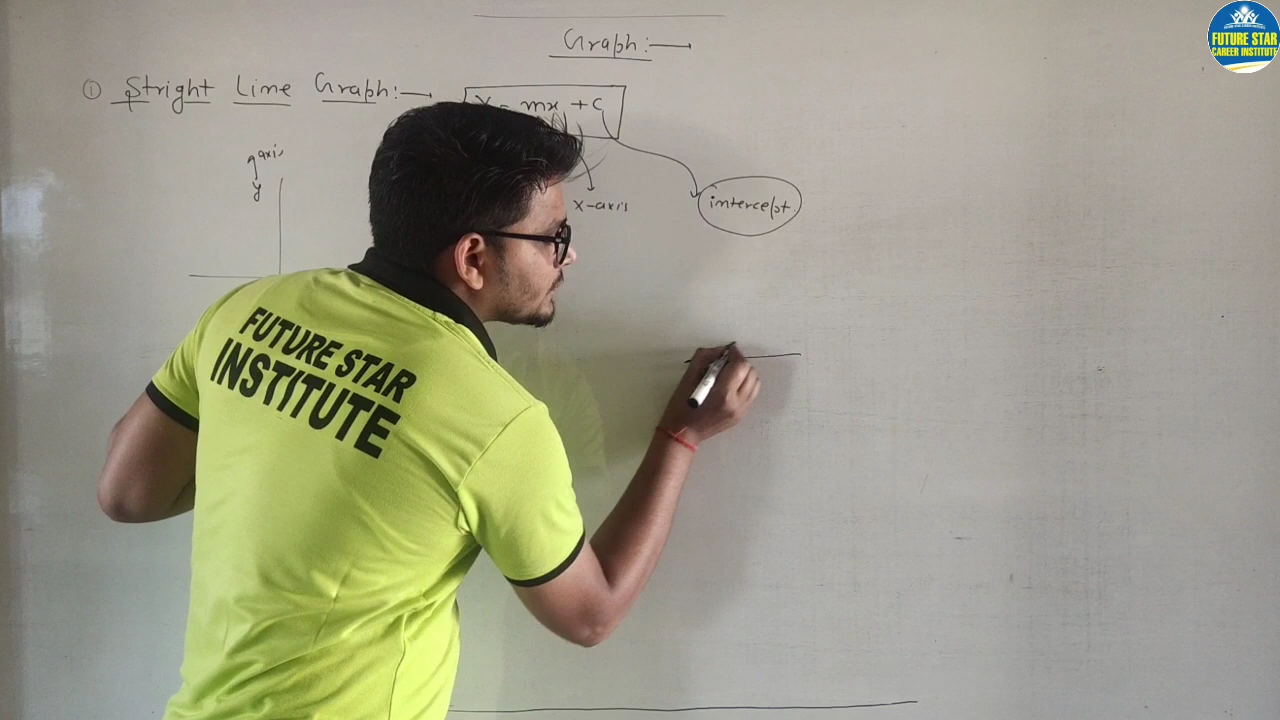 Graph:→
① Stright Line Graph:→ Y = mx + C
axis
y
x-axis
intercept.
FUTURE STAR
INSTITUTE
FUTURE STAR
CAREER INSTITUTE